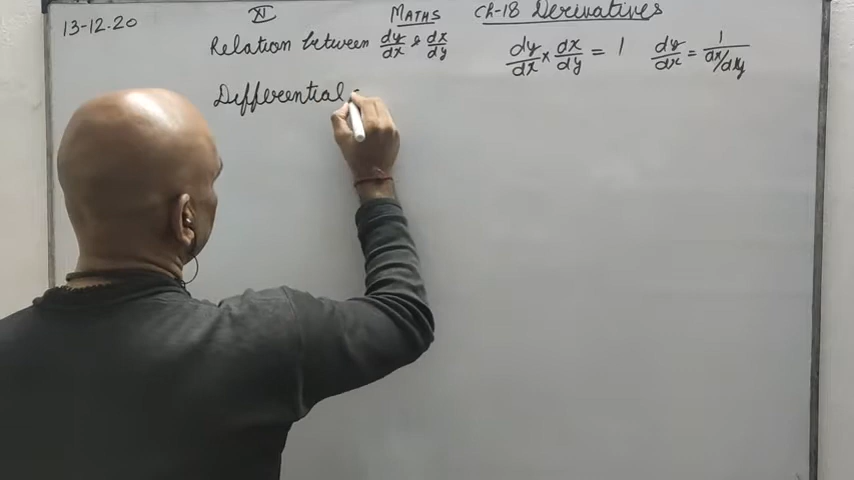 13-12-20 XI MATHS Ch-18 Derivatives
Relation between dy/dx & dx/dy
dy/dx × dx/dy = 1 dy/dx = 1/(dx/dy)
Differential